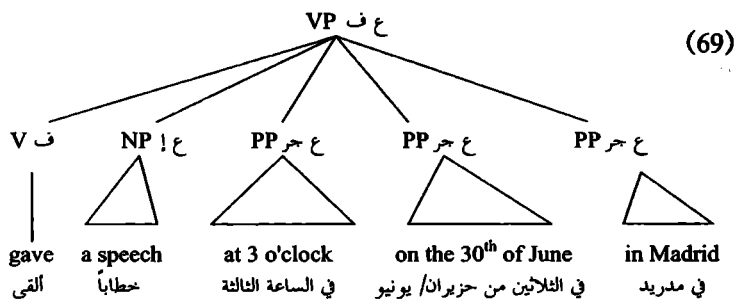 VP ع ف
(69)
V ف NP ع إ PP ع جر PP ع جر PP ع جر
gave a speech at 3 o'clock on the 30th of June in Madrid
ألقى خطاباً في الساعة الثالثة في الثلاثين من حزيران/ يونيو في مدريد